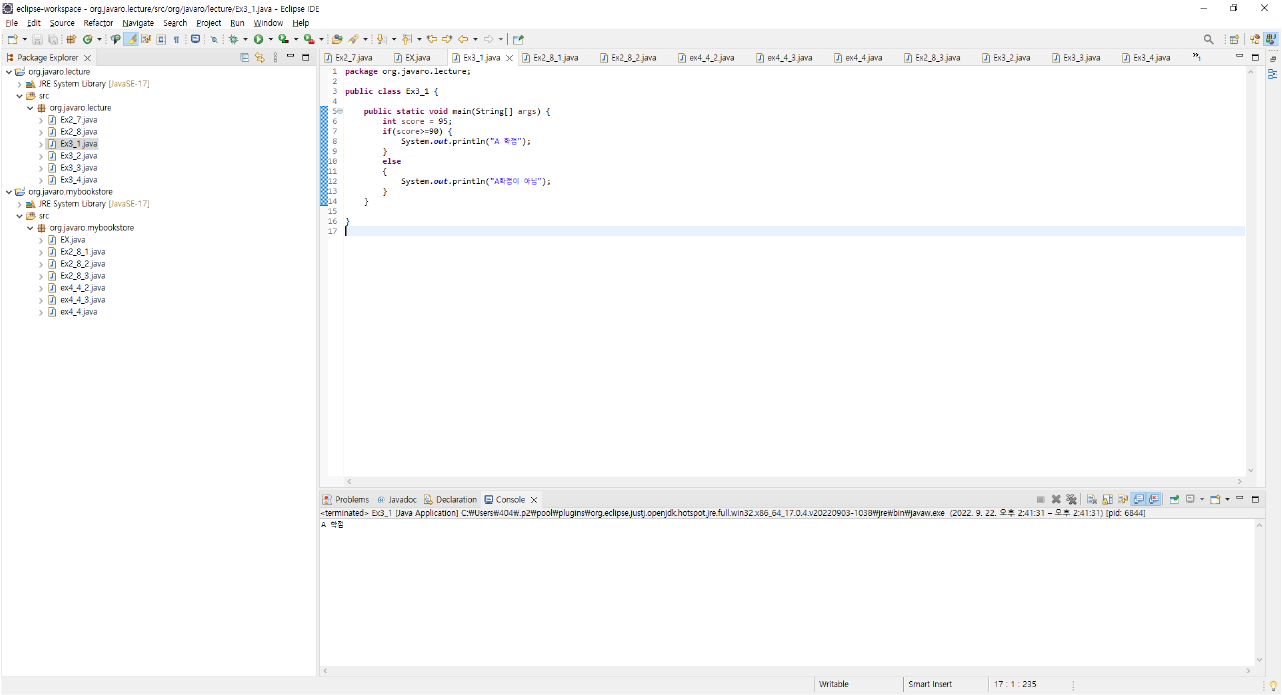 eclipse-workspace - org.javaro.lecture/src/org/javaro/lecture/Ex3_1.java - Eclipse IDE
File Edit Source Refactor Navigate Search Project Run Window Help
Package Explorer
org.javaro.lecture
JRE System Library [JavaSE-17]
src
org.javaro.lecture
Ex2_7.java
Ex2_8.java
Ex3_1.java
Ex3_2.java
Ex3_3.java
Ex3_4.java
org.javaro.mybookstore
JRE System Library [JavaSE-17]
src
org.javaro.mybookstore
EX.java
Ex2_8_1.java
Ex2_8_2.java
Ex2_8_3.java
ex4_4_2.java
ex4_4_3.java
ex4_4.java
Ex2_7.java EX.java Ex3_1.java Ex2_8_1.java Ex2_8_2.java ex4_4_2.java ex4_4_3.java ex4_4.java Ex2_8_3.java Ex3_2.java Ex3_3.java Ex3_4.java »1
1 package org.javaro.lecture;
2
3 public class Ex3_1 {
4
5 public static void main(String[] args) {
6 int score = 95;
7 if(score>=90) {
8 System.out.println("A 학점");
9 }
10 else
11 {
12 System.out.println("A학점이 아님");
13 }
14 }
15
16 }
17
Problems Javadoc Declaration Console
<terminated> Ex3_1 [Java Application] C:₩Users₩404₩.p2₩pool₩plugins₩org.eclipse.justj.openjdk.hotspot.jre.full.win32.x86_64_17.0.4.v20220903-1038₩jre₩bin₩javaw.exe (2022. 9. 22. 오후 2:41:31 – 오후 2:41:31) [pid: 6844]
A 학점
Writable Smart Insert 17 : 1 : 235